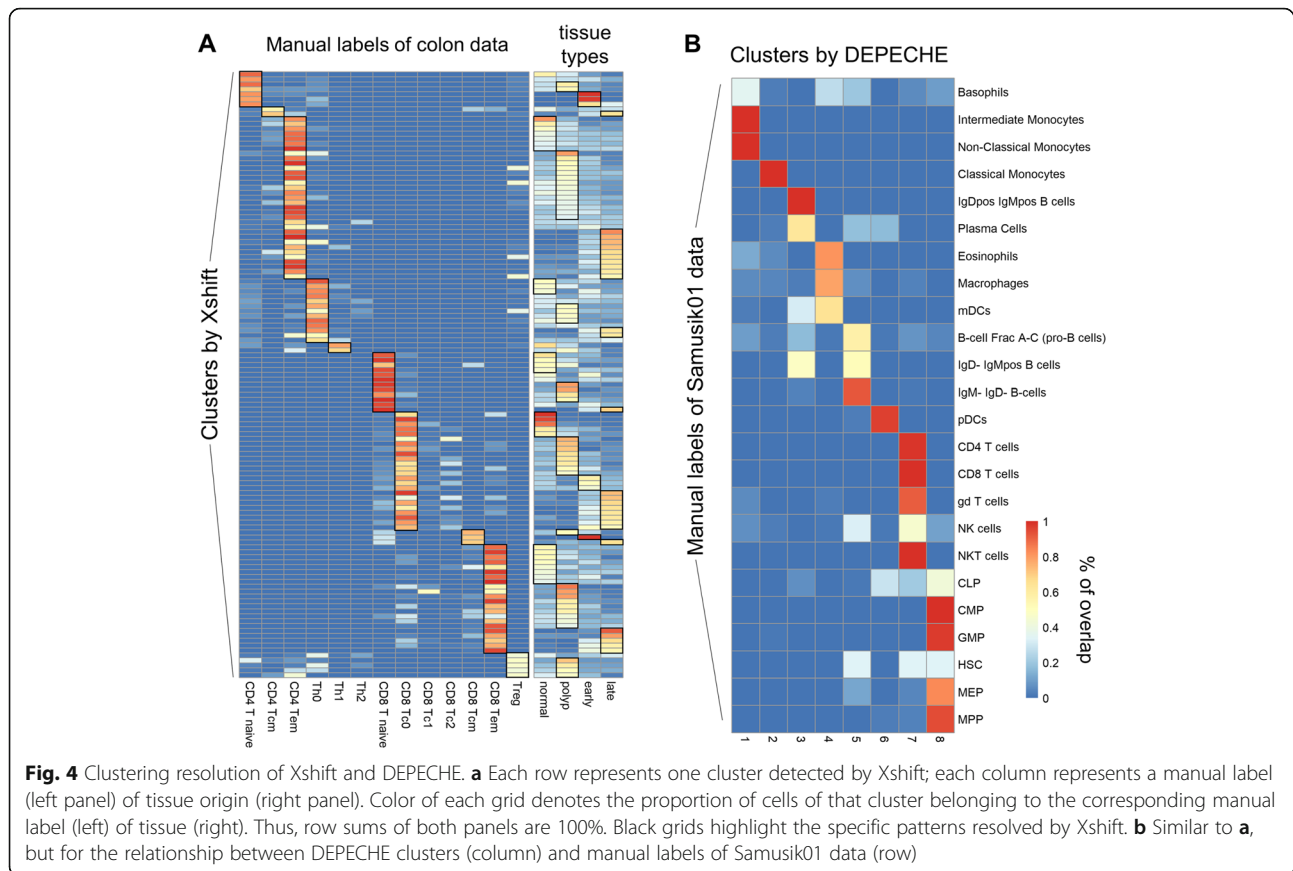 A
Manual labels of colon data
tissue
types
Clusters by Xshift
CD4 T naive
CD4 Tcm
CD4 Tem
Th0
Th1
Th2
CD8 T naive
CD8 Tc0
CD8 Tc1
CD8 Tc2
CD8 Tcm
CD8 Tem
Treg
normal
polyp
early
late
B
Clusters by DEPECHE
Manual labels of Samusik01 data
Basophils
Intermediate Monocytes
Non-Classical Monocytes
Classical Monocytes
IgDpos IgMpos B cells
Plasma Cells
Eosinophils
Macrophages
mDCs
B-cell Frac A-C (pro-B cells)
IgD- IgMpos B cells
IgM- IgD- B-cells
pDCs
CD4 T cells
CD8 T cells
gd T cells
NK cells
NKT cells
CLP
CMP
GMP
HSC
MEP
MPP
1
2
3
4
5
6
7
8
1
0.8
0.6
0.4
0.2
0
% of overlap
Fig. 4 Clustering resolution of Xshift and DEPECHE. a Each row represents one cluster detected by Xshift; each column represents a manual label
(left panel) of tissue origin (right panel). Color of each grid denotes the proportion of cells of that cluster belonging to the corresponding manual
label (left) of tissue (right). Thus, row sums of both panels are 100%. Black grids highlight the specific patterns resolved by Xshift. b Similar to a,
but for the relationship between DEPECHE clusters (column) and manual labels of Samusik01 data (row)